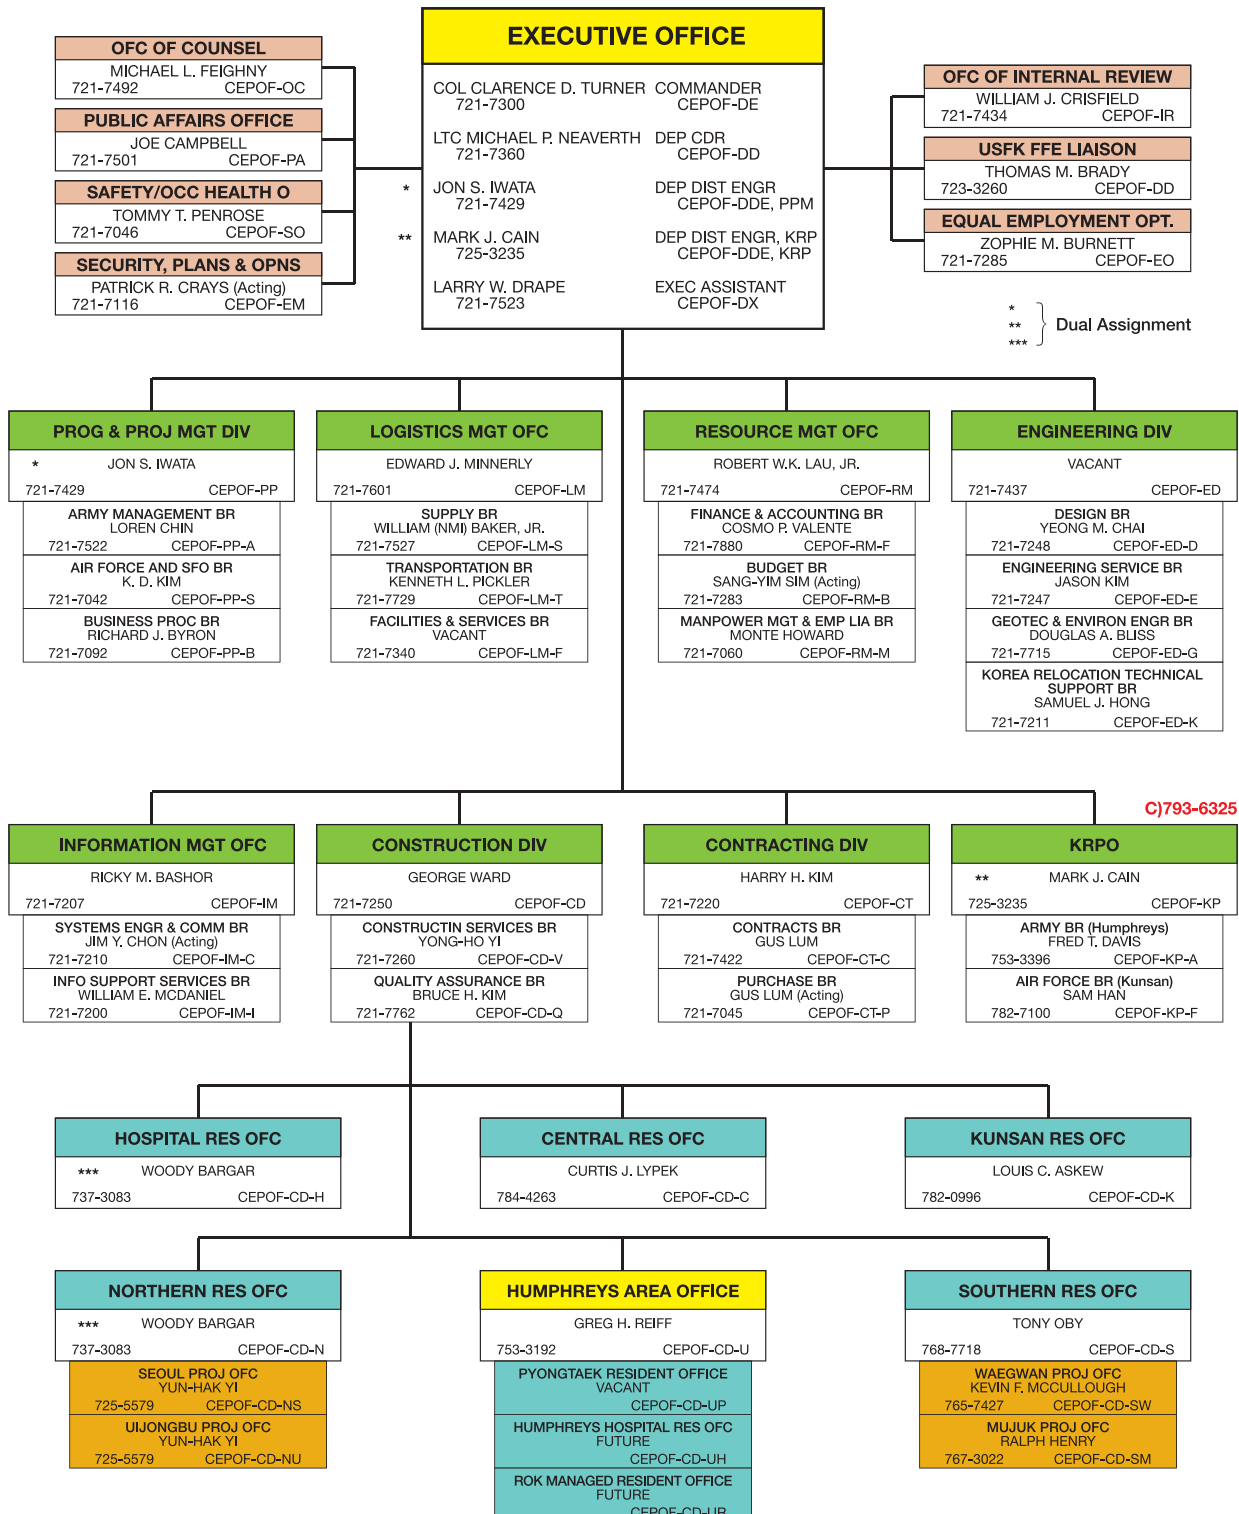 EXECUTIVE OFFICE
COL CLARENCE D. TURNER COMMANDER
721-7300 CEPOF-DE
LTC MICHAEL P. NEAVERTH DEP CDR
721-7360 CEPOF-DD
* JON S. IWATA DEP DIST ENGR
721-7429 CEPOF-DDE, PPM
** MARK J. CAIN DEP DIST ENGR, KRP
725-3235 CEPOF-DDE, KRP
LARRY W. DRAPE EXEC ASSISTANT
721-7523 CEPOF-DX
OFC OF COUNSEL
MICHAEL L. FEIGHNY
721-7492 CEPOF-OC
PUBLIC AFFAIRS OFFICE
JOE CAMPBELL
721-7501 CEPOF-PA
SAFETY/OCC HEALTH O
TOMMY T. PENROSE
721-7046 CEPOF-SO
SECURITY, PLANS & OPNS
PATRICK R. CRAYS (Acting)
721-7116 CEPOF-EM
OFC OF INTERNAL REVIEW
WILLIAM J. CRISFIELD
721-7434 CEPOF-IR
USFK FFE LIAISON
THOMAS M. BRADY
723-3260 CEPOF-DD
EQUAL EMPLOYMENT OPT.
ZOPHIE M. BURNETT
721-7285 CEPOF-EO
*
** Dual Assignment
***
PROG & PROJ MGT DIV
* JON S. IWATA
721-7429 CEPOF-PP
ARMY MANAGEMENT BR
LOREN CHIN
721-7522 CEPOF-PP-A
AIR FORCE AND SFO BR
K. D. KIM
721-7042 CEPOF-PP-S
BUSINESS PROC BR
RICHARD J. BYRON
721-7092 CEPOF-PP-B
LOGISTICS MGT OFC
EDWARD J. MINNERLY
721-7601 CEPOF-LM
SUPPLY BR
WILLIAM (NMI) BAKER, JR.
721-7527 CEPOF-LM-S
TRANSPORTATION BR
KENNETH L. PICKLER
721-7729 CEPOF-LM-T
FACILITIES & SERVICES BR
VACANT
721-7340 CEPOF-LM-F
RESOURCE MGT OFC
ROBERT W.K. LAU, JR.
721-7474 CEPOF-RM
FINANCE & ACCOUNTING BR
COSMO P. VALENTE
721-7880 CEPOF-RM-F
BUDGET BR
SANG-YIM SIM (Acting)
721-7283 CEPOF-RM-B
MANPOWER MGT & EMP LIA BR
MONTE HOWARD
721-7060 CEPOF-RM-M
ENGINEERING DIV
VACANT
721-7437 CEPOF-ED
DESIGN BR
YEONG M. CHAI
721-7248 CEPOF-ED-D
ENGINEERING SERVICE BR
JASON KIM
721-7247 CEPOF-ED-E
GEOTEC & ENVIRON ENGR BR
DOUGLAS A. BLISS
721-7715 CEPOF-ED-G
KOREA RELOCATION TECHNICAL
SUPPORT BR
SAMUEL J. HONG
721-7211 CEPOF-ED-K
C)793-6325
INFORMATION MGT OFC
RICKY M. BASHOR
721-7207 CEPOF-IM
SYSTEMS ENGR & COMM BR
JIM Y. CHON (Acting)
721-7210 CEPOF-IM-C
INFO SUPPORT SERVICES BR
WILLIAM E. MCDANIEL
721-7200 CEPOF-IM-I
CONSTRUCTION DIV
GEORGE WARD
721-7250 CEPOF-CD
CONSTRUCTIN SERVICES BR
YONG-HO YI
721-7260 CEPOF-CD-V
QUALITY ASSURANCE BR
BRUCE H. KIM
721-7762 CEPOF-CD-Q
CONTRACTING DIV
HARRY H. KIM
721-7220 CEPOF-CT
CONTRACTS BR
GUS LUM
721-7422 CEPOF-CT-C
PURCHASE BR
GUS LUM (Acting)
721-7045 CEPOF-CT-P
KRPO
** MARK J. CAIN
725-3235 CEPOF-KP
ARMY BR (Humphreys)
FRED T. DAVIS
753-3396 CEPOF-KP-A
AIR FORCE BR (Kunsan)
SAM HAN
782-7100 CEPOF-KP-F
HOSPITAL RES OFC
*** WOODY BARGAR
737-3083 CEPOF-CD-H
CENTRAL RES OFC
CURTIS J. LYPEK
784-4263 CEPOF-CD-C
KUNSAN RES OFC
LOUIS C. ASKEW
782-0996 CEPOF-CD-K
NORTHERN RES OFC
*** WOODY BARGAR
737-3083 CEPOF-CD-N
SEOUL PROJ OFC
YUN-HAK YI
725-5579 CEPOF-CD-NS
UIJONGBU PROJ OFC
YUN-HAK YI
725-5579 CEPOF-CD-NU
HUMPHREYS AREA OFFICE
GREG H. REIFF
753-3192 CEPOF-CD-U
PYONGTAEK RESIDENT OFFICE
VACANT
CEPOF-CD-UP
HUMPHREYS HOSPITAL RES OFC
FUTURE
CEPOF-CD-UH
ROK MANAGED RESIDENT OFFICE
FUTURE
CEPOF-CD-UR
SOUTHERN RES OFC
TONY OBY
768-7718 CEPOF-CD-S
WAEGWAN PROJ OFC
KEVIN F. MCCULLOUGH
765-7427 CEPOF-CD-SW
MUJUK PROJ OFC
RALPH HENRY
767-3022 CEPOF-CD-SM